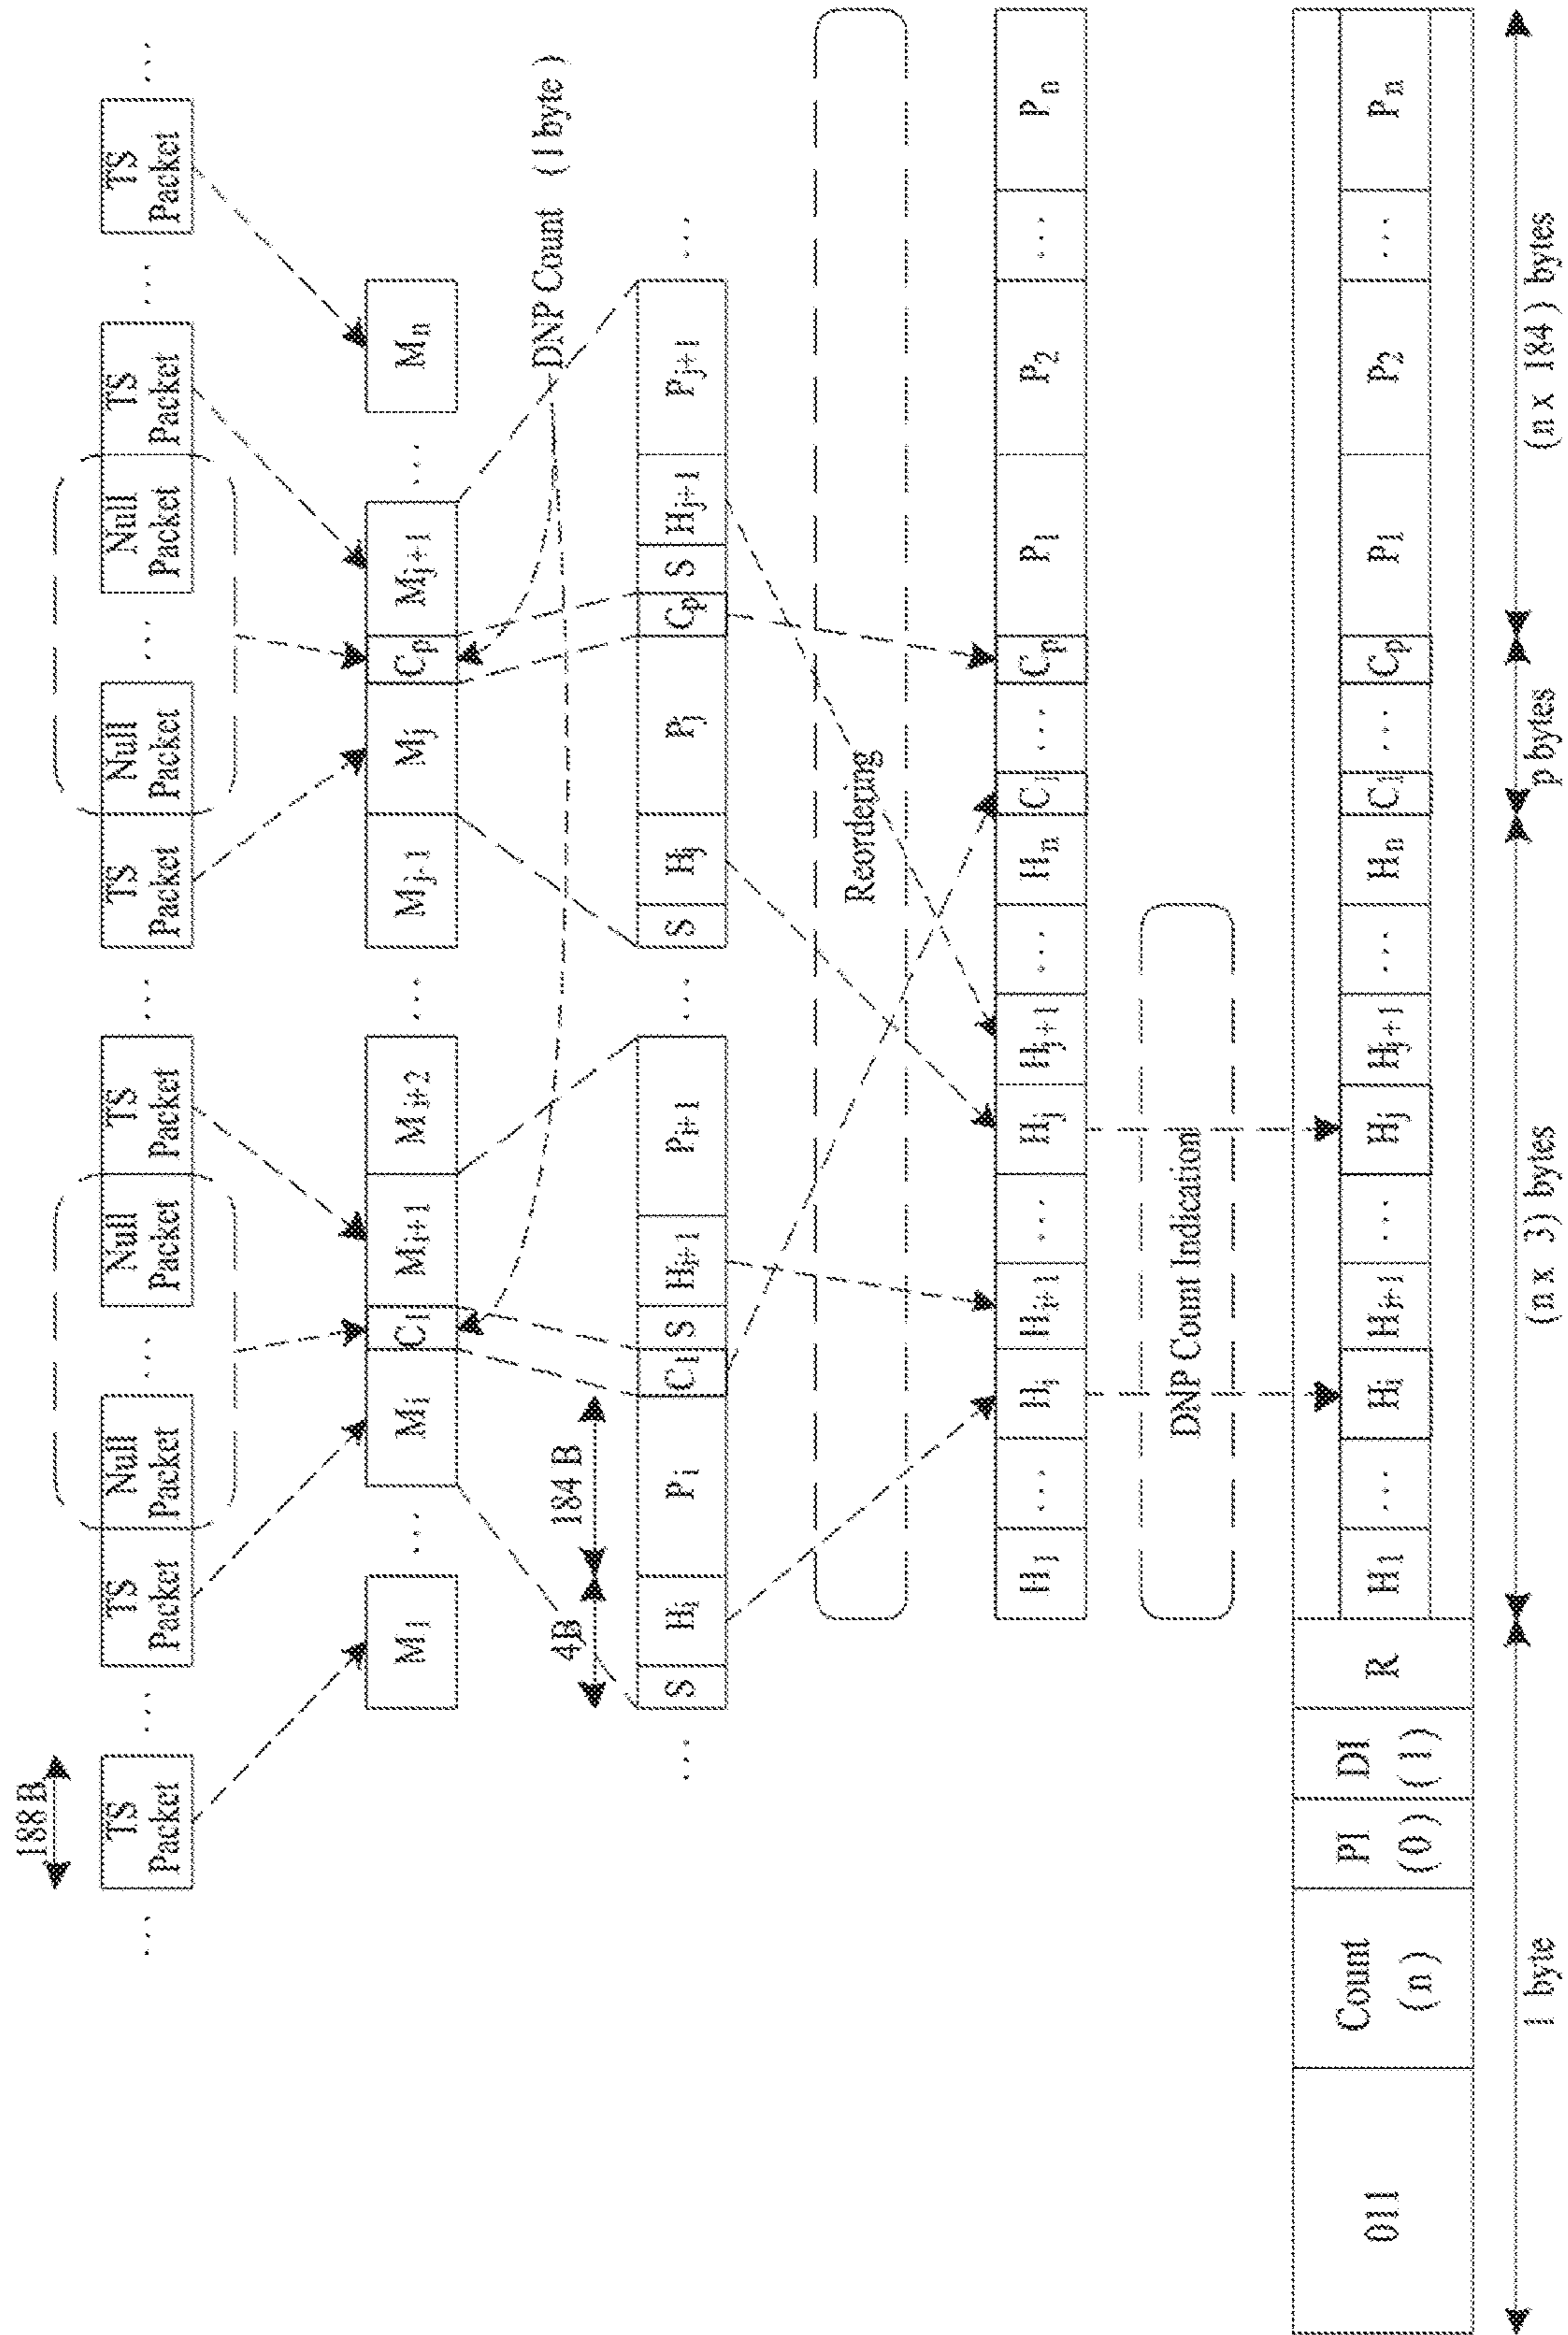 188 B
... TS Packet ... TS Packet Null Packet ... Null Packet TS Packet ... TS Packet Null Packet ... Null Packet TS Packet ... TS Packet ...
M1 ... Mi C1 Mi+1 Mi+2 ... Mj-1 Mj Cp Mj+1 ... Mn
4B 184 B DNP Count (1 byte)
... S Hi Pi C1 S Hi+1 Pi+1 ... S Hj Pj Cp S Hj+1 Pj+1 ...
Reordering
H1 ... Hi Hi+1 ... Hj Hj+1 ... Hn C1 ... Cp P1 P2 ... Pn
DNP Count Indication
011 Count (n) PI (0) DI (1) R H1 ... Hi Hi+1 ... Hj Hj+1 ... Hn C1 ... Cp P1 P2 ... Pn
1 byte (n x 3) bytes p bytes (n x 184) bytes